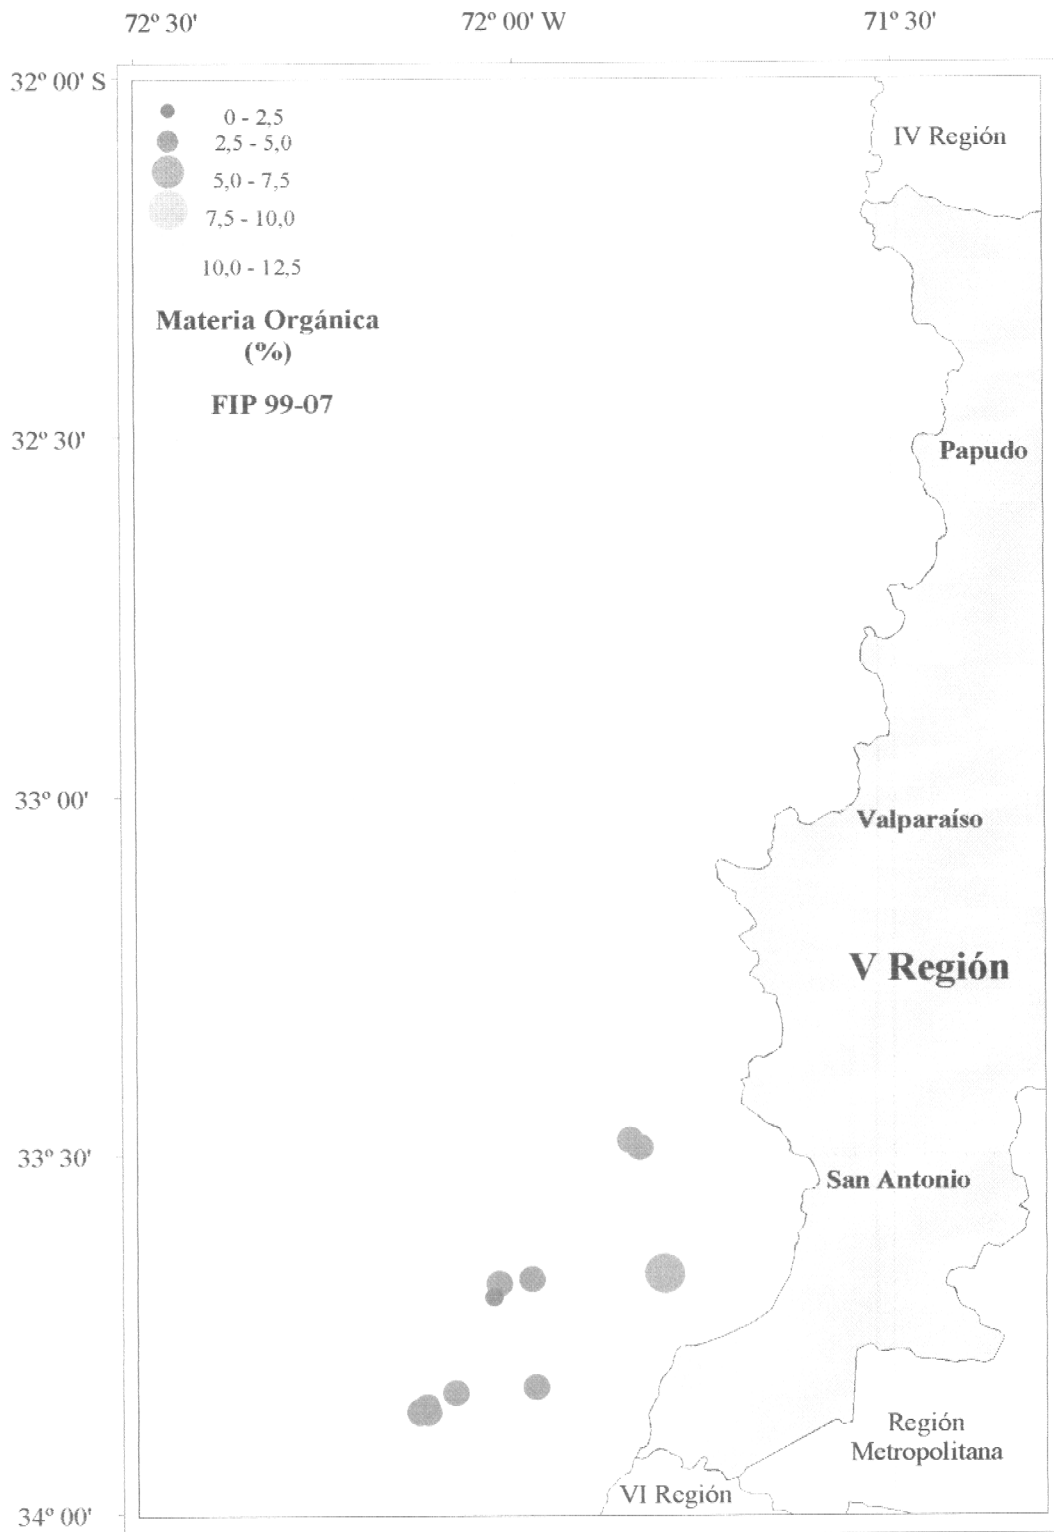 72º 30'
72º 00' W
71º 30'
32º 00' S
0 - 2,5
2,5 - 5,0
5,0 - 7,5
7,5 - 10,0
10,0 - 12,5
Materia Orgánica
(%)
FIP 99-07
IV Región
32º 30'
Papudo
33º 00'
Valparaíso
V Región
33º 30'
San Antonio
Región
Metropolitana
VI Región
34º 00'